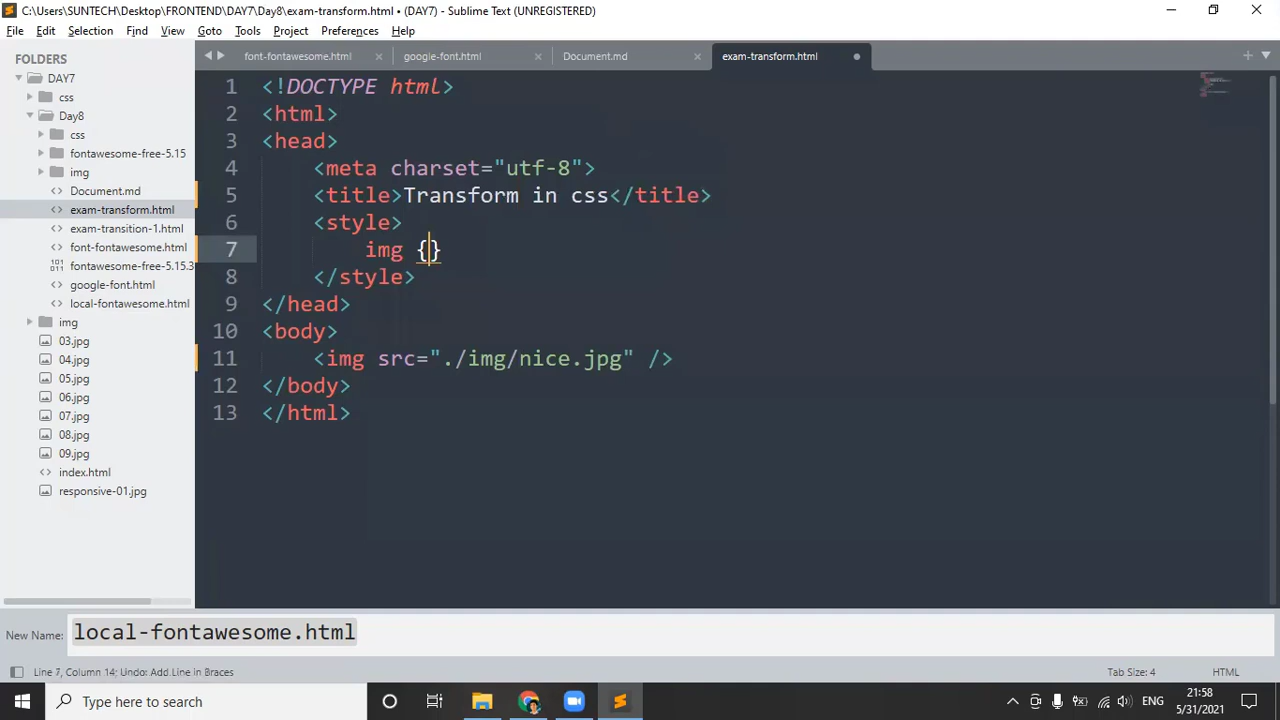 C:\Users\SUNTECH\Desktop\FRONTEND\DAY7\Day8\exam-transform.html • (DAY7) - Sublime Text (UNREGISTERED)
File Edit Selection Find View Goto Tools Project Preferences Help
FOLDERS
DAY7
css
Day8
css
fontawesome-free-5.15
img
Document.md
exam-transform.html
exam-transition-1.html
font-fontawesome.html
fontawesome-free-5.15.3
google-font.html
local-fontawesome.html
img
03.jpg
04.jpg
05.jpg
06.jpg
07.jpg
08.jpg
09.jpg
index.html
responsive-01.jpg
font-fontawesome.html × google-font.html × Document.md × exam-transform.html
1 <!DOCTYPE html>
2 <html>
3 <head>
4 <meta charset="utf-8">
5 <title>Transform in css</title>
6 <style>
7 img {}
8 </style>
9 </head>
10 <body>
11 <img src="./img/nice.jpg" />
12 </body>
13 </html>
New Name: local-fontawesome.html
Line 7, Column 14; Undo: Add Line in Braces Tab Size: 4 HTML
Type here to search ENG 21:58
5/31/2021